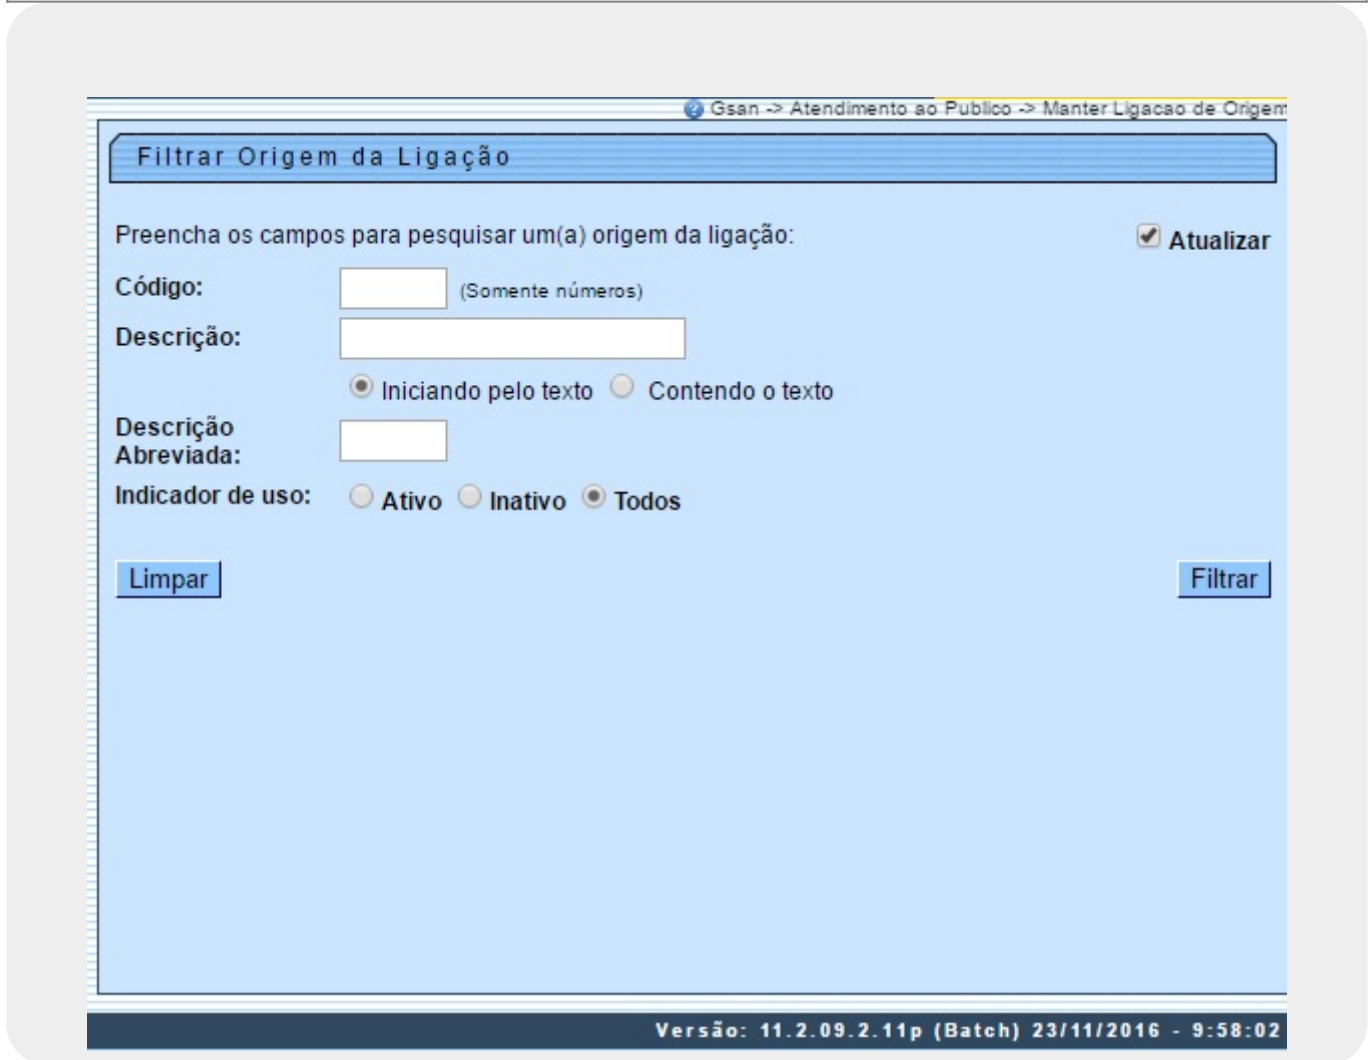 Gsan -> Atendimento ao Publico -> Manter Ligacao de Origem
Filtrar Origem da Ligação
Preencha os campos para pesquisar um(a) origem da ligação:
Atualizar
Código:
(Somente números)
Descrição:
Iniciando pelo texto Contendo o texto
Descrição
Abreviada:
Indicador de uso: Ativo Inativo Todos
Limpar
Filtrar
Versão: 11.2.09.2.11p (Batch) 23/11/2016 - 9:58:02